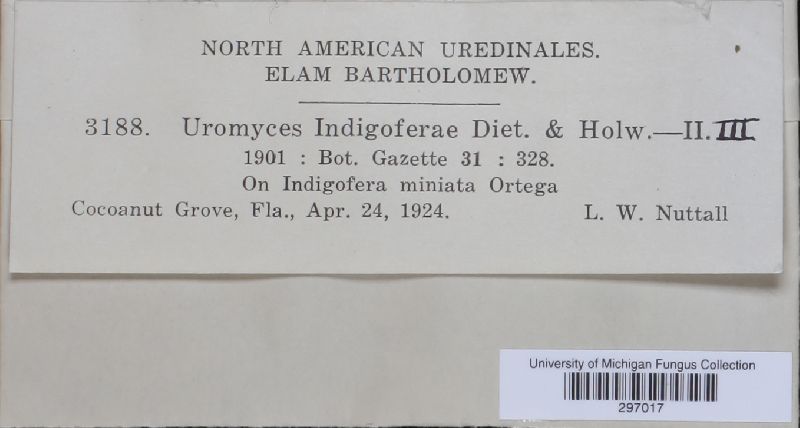 NORTH AMERICAN UREDINALES.
ELAM BARTHOLOMEW.
3188. Uromyces Indigoferae Diet. & Holw.—II. III
1901 : Bot. Gazette 31 : 328.
On Indigofera miniata Ortega
Cocoanut Grove, Fla., Apr. 24, 1924. L. W. Nuttall
University of Michigan Fungus Collection
297017